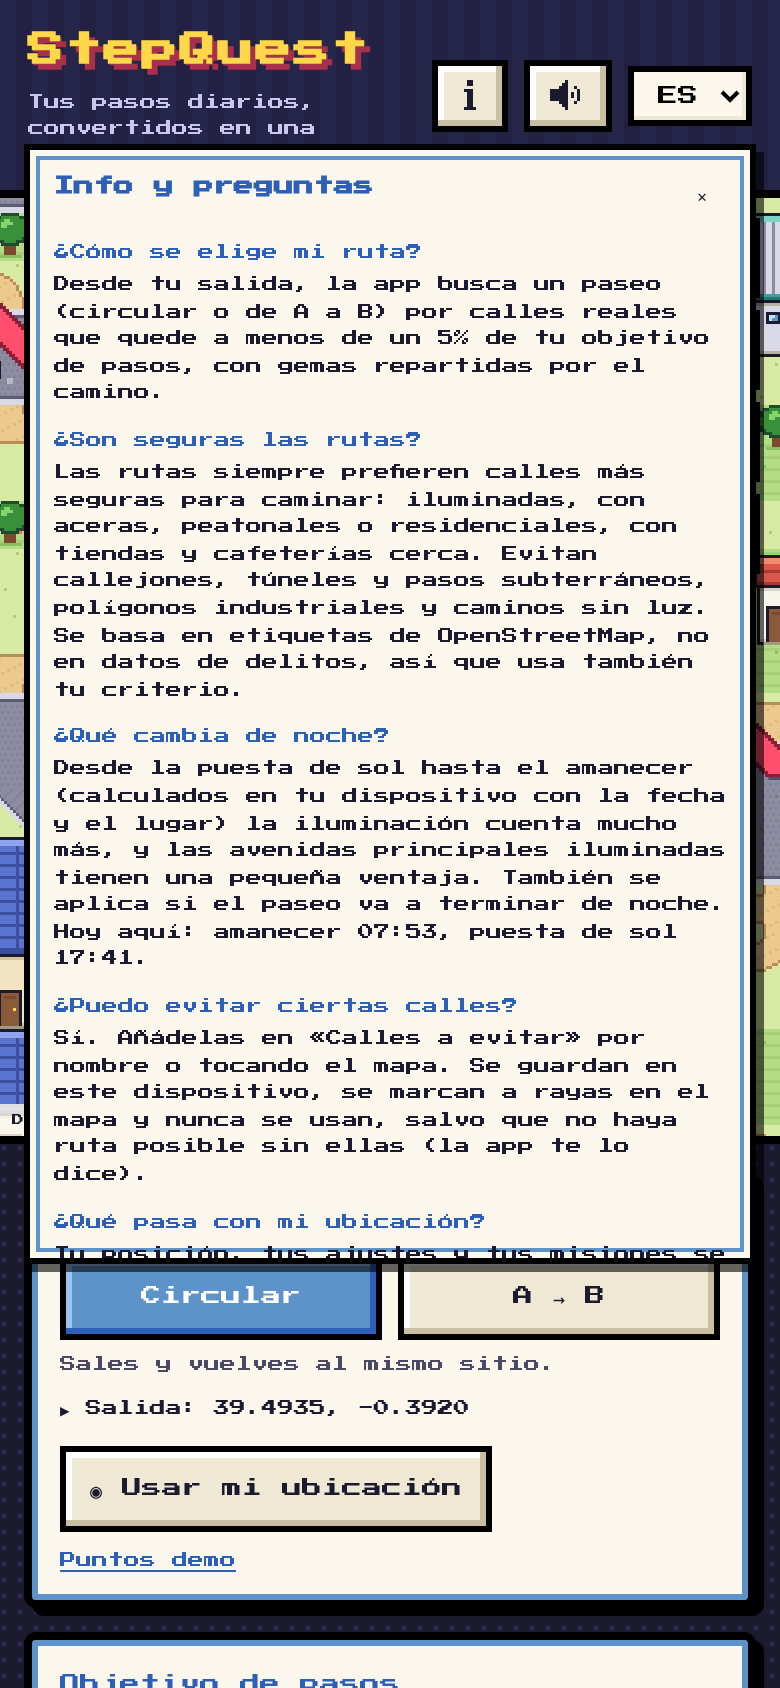 StepQuest
Tus pasos diarios,
convertidos en una
i
ES
Info y preguntas
×
¿Cómo se elige mi ruta?
Desde tu salida, la app busca un paseo
(circular o de A a B) por calles reales
que quede a menos de un 5% de tu objetivo
de pasos, con gemas repartidas por el
camino.
¿Son seguras las rutas?
Las rutas siempre prefieren calles más
seguras para caminar: iluminadas, con
aceras, peatonales o residenciales, con
tiendas y cafeterías cerca. Evitan
callejones, túneles y pasos subterráneos,
polígonos industriales y caminos sin luz.
Se basa en etiquetas de OpenStreetMap, no
en datos de delitos, así que usa también
tu criterio.
¿Qué cambia de noche?
Desde la puesta de sol hasta el amanecer
(calculados en tu dispositivo con la fecha
y el lugar) la iluminación cuenta mucho
más, y las avenidas principales iluminadas
tienen una pequeña ventaja. También se
aplica si el paseo va a terminar de noche.
Hoy aquí: amanecer 07:53, puesta de sol
17:41.
¿Puedo evitar ciertas calles?
Sí. Añádelas en «Calles a evitar» por
nombre o tocando el mapa. Se guardan en
este dispositivo, se marcan a rayas en el
mapa y nunca se usan, salvo que no haya
ruta posible sin ellas (la app te lo
dice).
¿Qué pasa con mi ubicación?
Tu posición, tus ajustes y tus misiones se
D
Circular
A → B
Sales y vuelves al mismo sitio.
▶ Salida: 39.4935, -0.3920
◉ Usar mi ubicación
Puntos demo
Objetivo de pasos